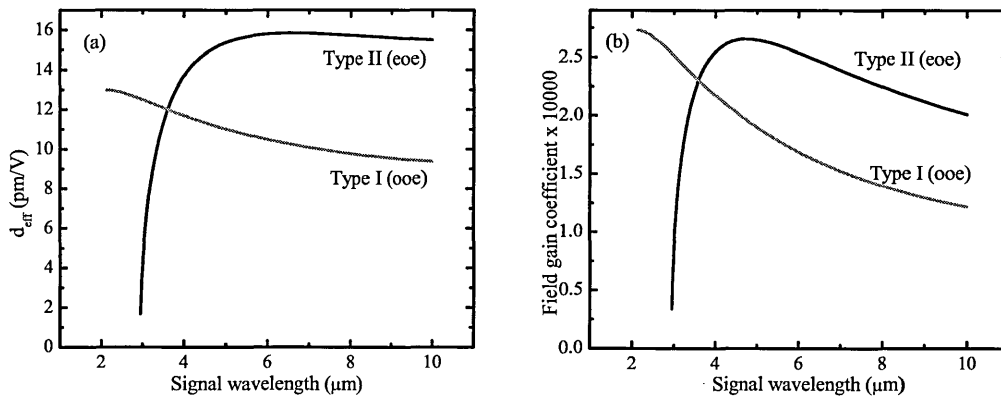 (a)
Type II (eoe)
Type I (ooe)
16
14
12
10
8
6
4
2
0
d_eff (pm/V)
2 4 6 8 10
Signal wavelength (μm)
(b)
Type II (eoe)
Type I (ooe)
2.5
2.0
1.5
1.0
0.5
0.0
Field gain coefficient x 10000
2 4 6 8 10
Signal wavelength (μm)